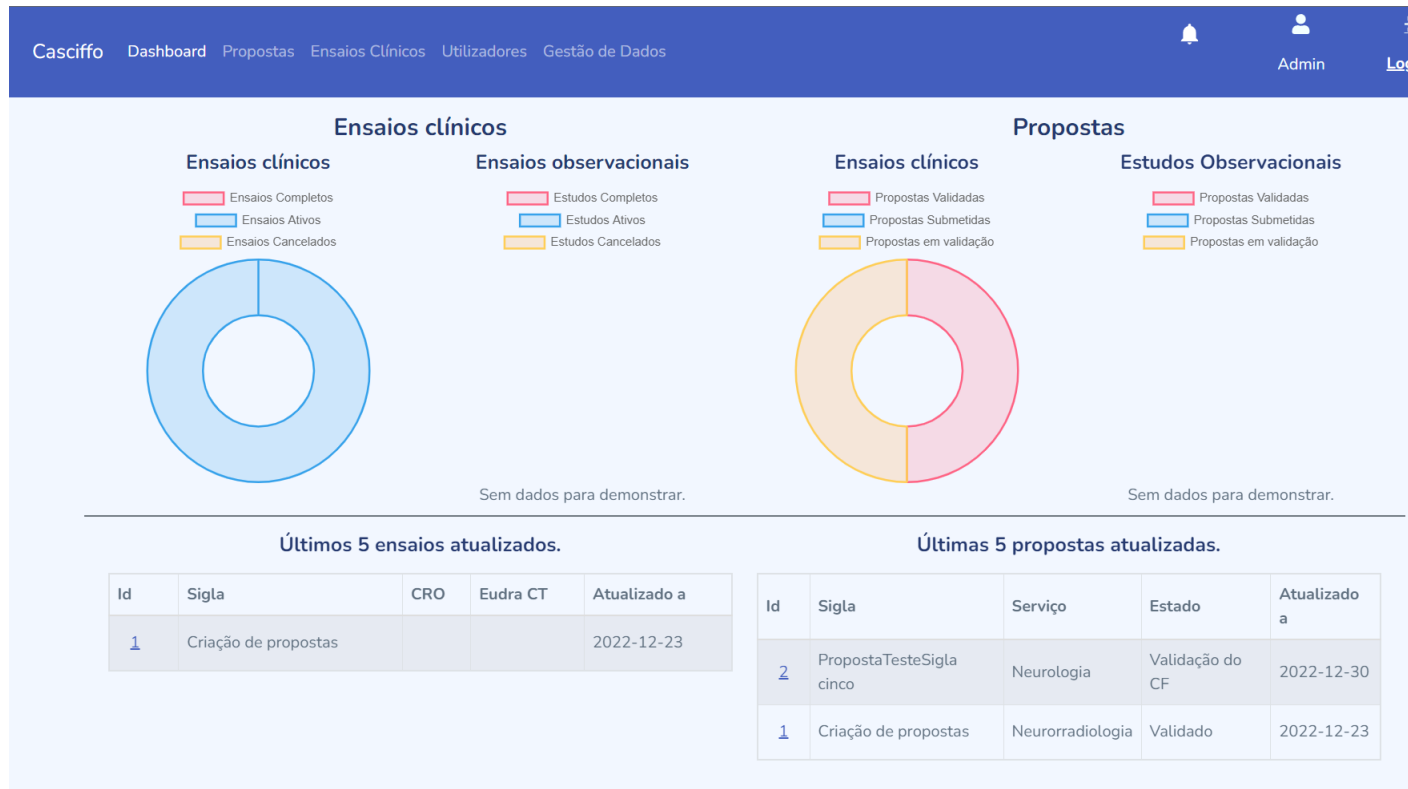 Casciffo Dashboard Propostas Ensaios Clínicos Utilizadores Gestão de Dados
Admin
Ensaios clínicos
Ensaios clínicos
Ensaios Completos
Ensaios Ativos
Ensaios Cancelados
Ensaios observacionais
Estudos Completos
Estudos Ativos
Estudos Cancelados
Sem dados para demonstrar.
Propostas
Ensaios clínicos
Propostas Validadas
Propostas Submetidas
Propostas em validação
Estudos Observacionais
Propostas Validadas
Propostas Submetidas
Propostas em validação
Sem dados para demonstrar.
Últimos 5 ensaios atualizados.
Id Sigla CRO Eudra CT Atualizado a
1 Criação de propostas 2022-12-23
Últimas 5 propostas atualizadas.
Id Sigla Serviço Estado Atualizado
a
2 PropostaTesteSigla
cinco Neurologia Validação do
CF 2022-12-30
1 Criação de propostas Neurorradiologia Validado 2022-12-23